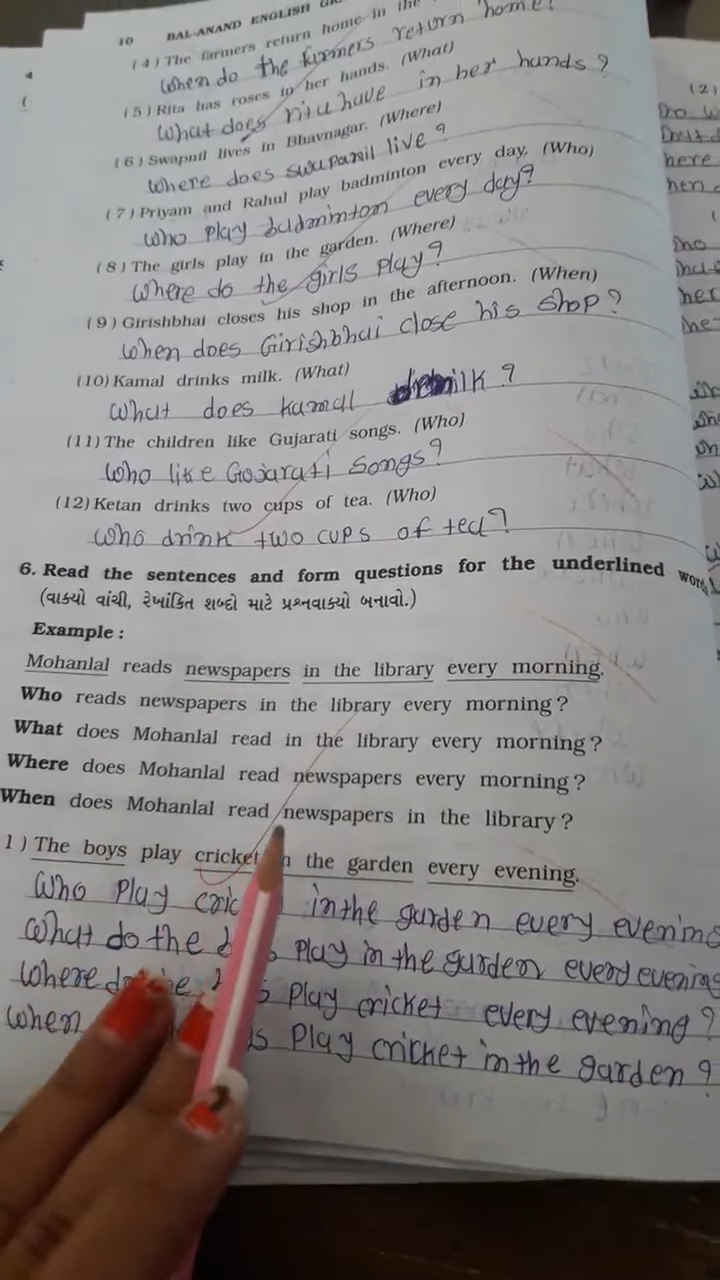 10 BAL-ANAND ENGLISH
(4) The farmers return home in the
When do the farmers return home?
(5) Rita has roses in her hands. (What)
What does rita have in her hands?
(6) Swapnil lives in Bhavnagar. (Where)
Where does swapanil live?
(7) Priyam and Rahul play badminton every day. (Who)
Who play badminton every day?
(8) The girls play in the garden. (Where)
Where do the girls play?
(9) Girishbhai closes his shop in the afternoon. (When)
When does Girishbhai close his shop?
(10) Kamal drinks milk. (What)
What does kamal ?
(11) The children like Gujarati songs. (Who)
Who like Gojarati songs?
(12) Ketan drinks two cups of tea. (Who)
Who drink two cups of tea?
6. Read the sentences and form questions for the underlined word
(વાક્યો વાંચી, રેખાંકિત શબ્દો માટે પ્રશ્નવાક્યો બનાવો.)
Example :
Mohanlal reads newspapers in the library every morning.
Who reads newspapers in the library every morning?
What does Mohanlal read in the library every morning?
Where does Mohanlal read newspapers every morning?
When does Mohanlal read newspapers in the library?
1) The boys play cricket in the garden every evening.
Who play cric in the garden every evening
What do the play in the garden every evening
Where play cricket every evening?
When play cricket in the garden?